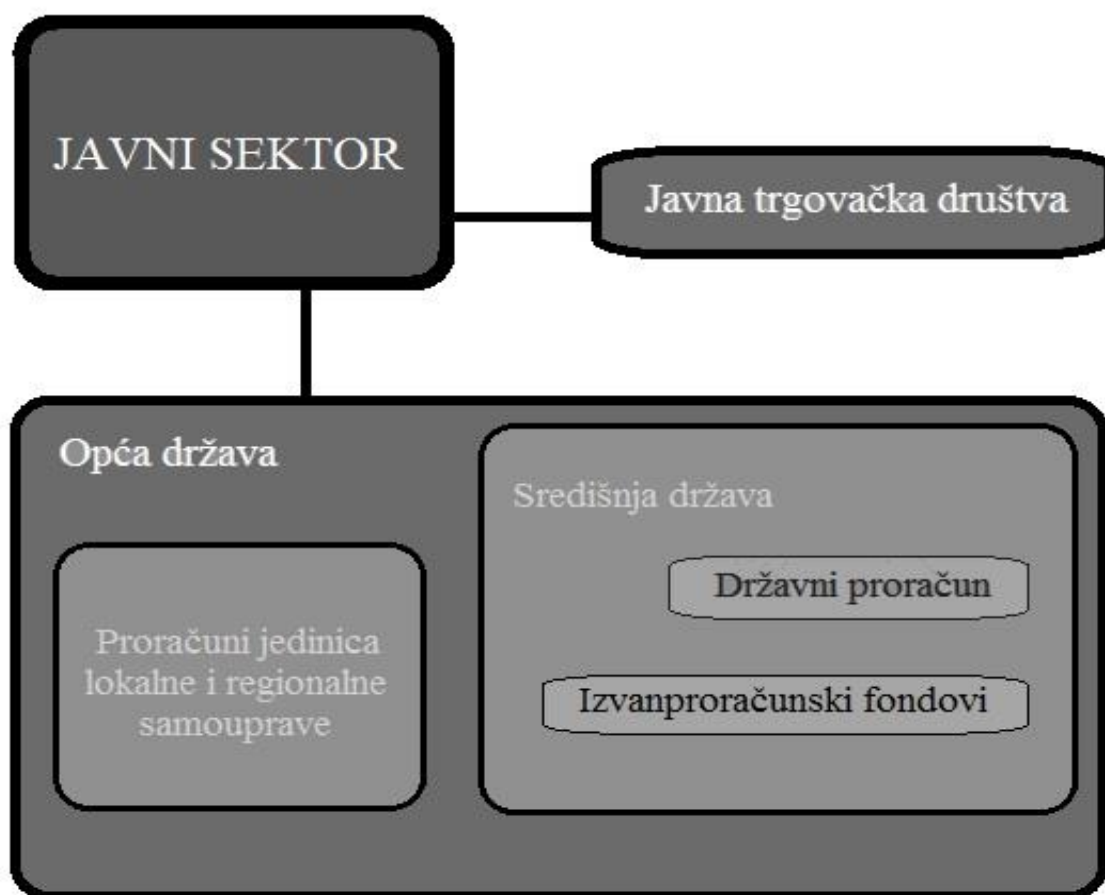 JAVNI SEKTOR
Javna trgovačka društva
Opća država
Središnja država
Državni proračun
Izvanproračunski fondovi
Proračuni jedinica
lokalne i regionalne
samouprave